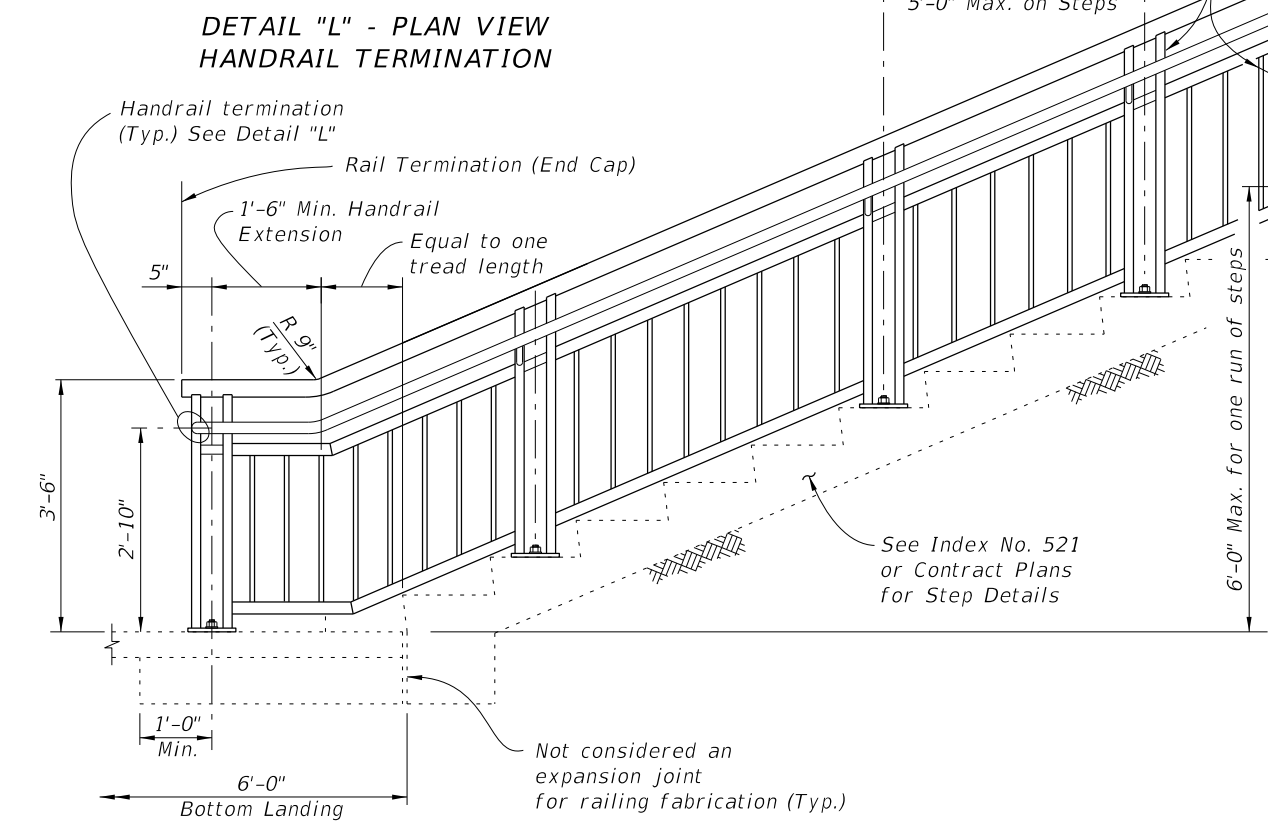 5'-0" Max. on Steps
DETAIL "L" - PLAN VIEW
HANDRAIL TERMINATION
Handrail termination
(Typ.) See Detail "L"
Rail Termination (End Cap)
1'-6" Min. Handrail
Extension
Equal to one
tread length
5"
R 9"
(Typ.)
3'-6"
2'-10"
6'-0" Max. for one run of steps
See Index No. 521
or Contract Plans
for Step Details
1'-0"
Min.
6'-0"
Bottom Landing
Not considered an
expansion joint
for railing fabrication (Typ.)